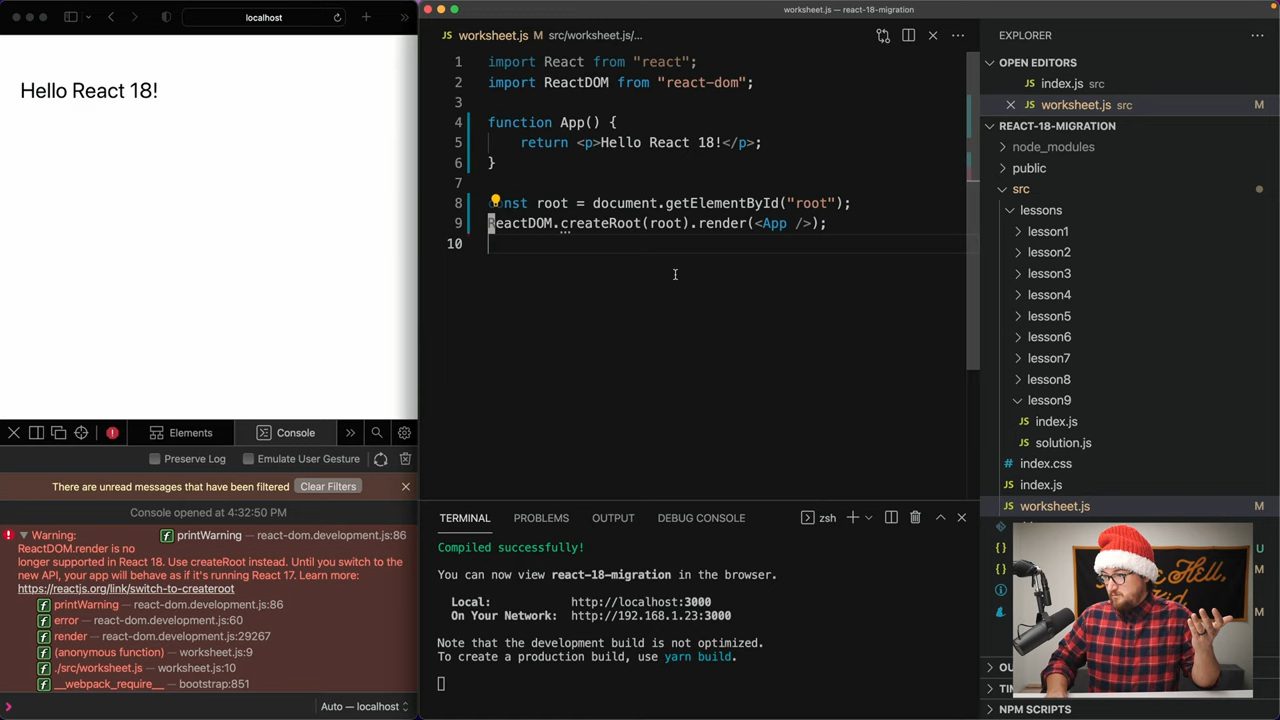 localhost
Hello React 18!
Elements
Console
Preserve Log
Emulate User Gesture
There are unread messages that have been filtered
Clear Filters
Console opened at 4:32:50 PM
Warning:
printWarning — react-dom.development.js:86
ReactDOM.render is no
longer supported in React 18. Use createRoot instead. Until you switch to the
new API, your app will behave as if it's running React 17. Learn more:
https://reactjs.org/link/switch-to-createroot
printWarning — react-dom.development.js:86
error — react-dom.development.js:60
render — react-dom.development.js:29267
(anonymous function) — worksheet.js:9
./src/worksheet.js — worksheet.js:10
__webpack_require__ — bootstrap:851
Auto — localhost
worksheet.js — react-18-migration
JS worksheet.js M src/worksheet.js/...
1 import React from "react";
2 import ReactDOM from "react-dom";
3
4 function App() {
5 return <p>Hello React 18!</p>;
6 }
7
8 const root = document.getElementById("root");
9 ReactDOM.createRoot(root).render(<App />);
10
TERMINAL PROBLEMS OUTPUT DEBUG CONSOLE
zsh
Compiled successfully!
You can now view react-18-migration in the browser.
Local: http://localhost:3000
On Your Network: http://192.168.1.23:3000
Note that the development build is not optimized.
To create a production build, use yarn build.
EXPLORER
OPEN EDITORS
JS index.js src
JS worksheet.js src M
REACT-18-MIGRATION
node_modules
public
src
lessons
lesson1
lesson2
lesson3
lesson4
lesson5
lesson6
lesson7
lesson8
lesson9
JS index.js
JS solution.js
# index.css
JS index.js
JS worksheet.js M
U
M
M
OU
TIM
NPM SCRIPTS